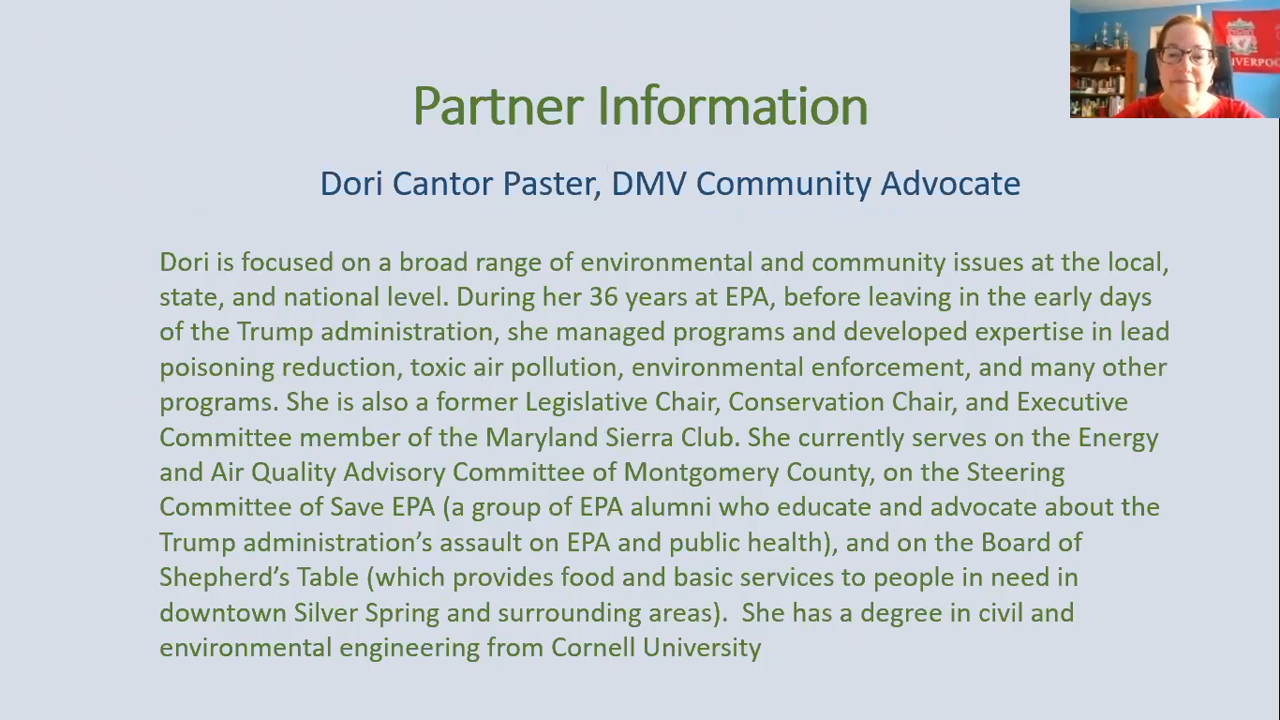 Partner Information
LIVERPOO
Dori Cantor Paster, DMV Community Advocate
Dori is focused on a broad range of environmental and community issues at the local,
state, and national level. During her 36 years at EPA, before leaving in the early days
of the Trump administration, she managed programs and developed expertise in lead
poisoning reduction, toxic air pollution, environmental enforcement, and many other
programs. She is also a former Legislative Chair, Conservation Chair, and Executive
Committee member of the Maryland Sierra Club. She currently serves on the Energy
and Air Quality Advisory Committee of Montgomery County, on the Steering
Committee of Save EPA (a group of EPA alumni who educate and advocate about the
Trump administration’s assault on EPA and public health), and on the Board of
Shepherd’s Table (which provides food and basic services to people in need in
downtown Silver Spring and surrounding areas).  She has a degree in civil and
environmental engineering from Cornell University